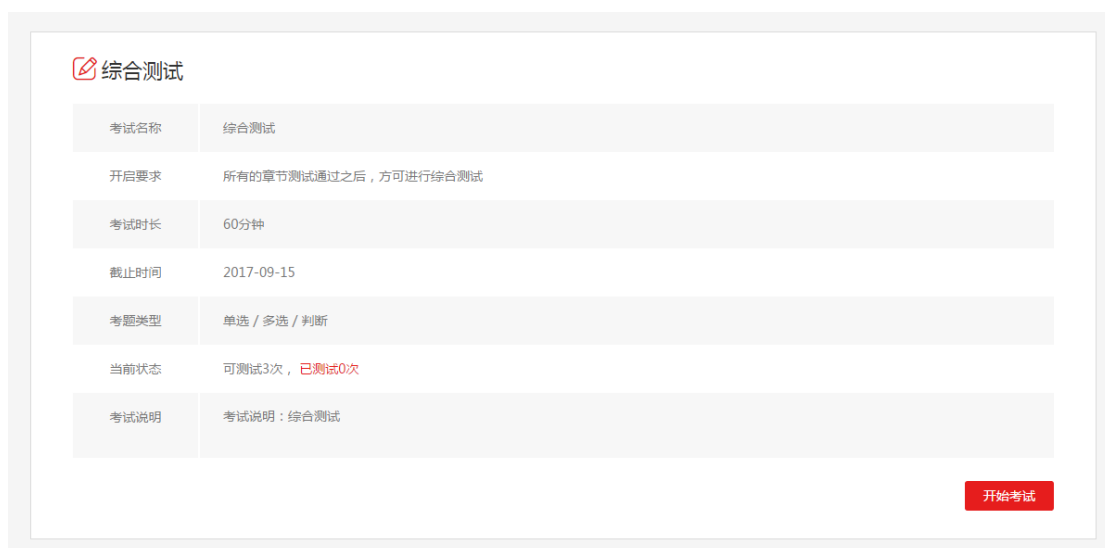 综合测试
考试名称 综合测试
开启要求 所有的章节测试通过之后，方可进行综合测试
考试时长 60分钟
截止时间 2017-09-15
考题类型 单选 / 多选 / 判断
当前状态 可测试3次，已测试0次
考试说明 考试说明：综合测试
开始考试